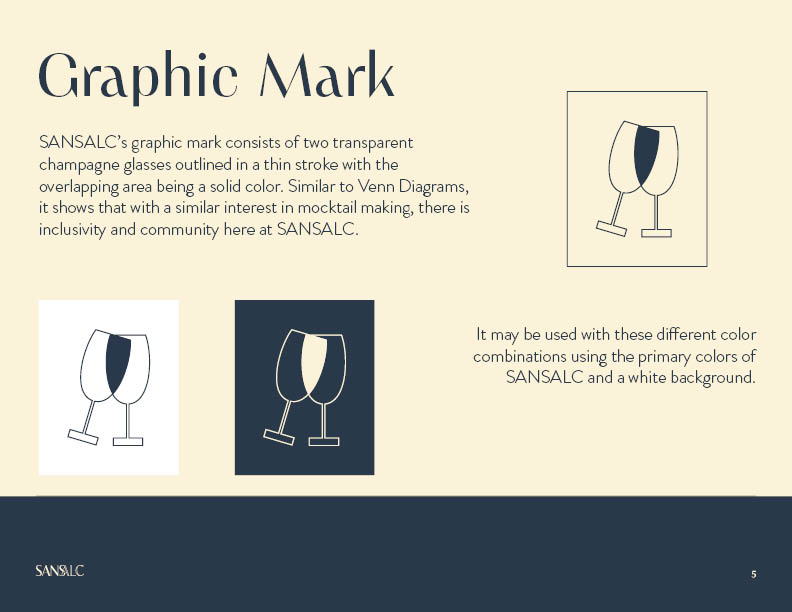 Graphic Mark
SANSALC’s graphic mark consists of two transparent
champagne glasses outlined in a thin stroke with the
overlapping area being a solid color. Similar to Venn Diagrams,
it shows that with a similar interest in mocktail making, there is
inclusivity and community here at SANSALC.
It may be used with these different color
combinations using the primary colors of
SANSALC and a white background.
SANSALC
5